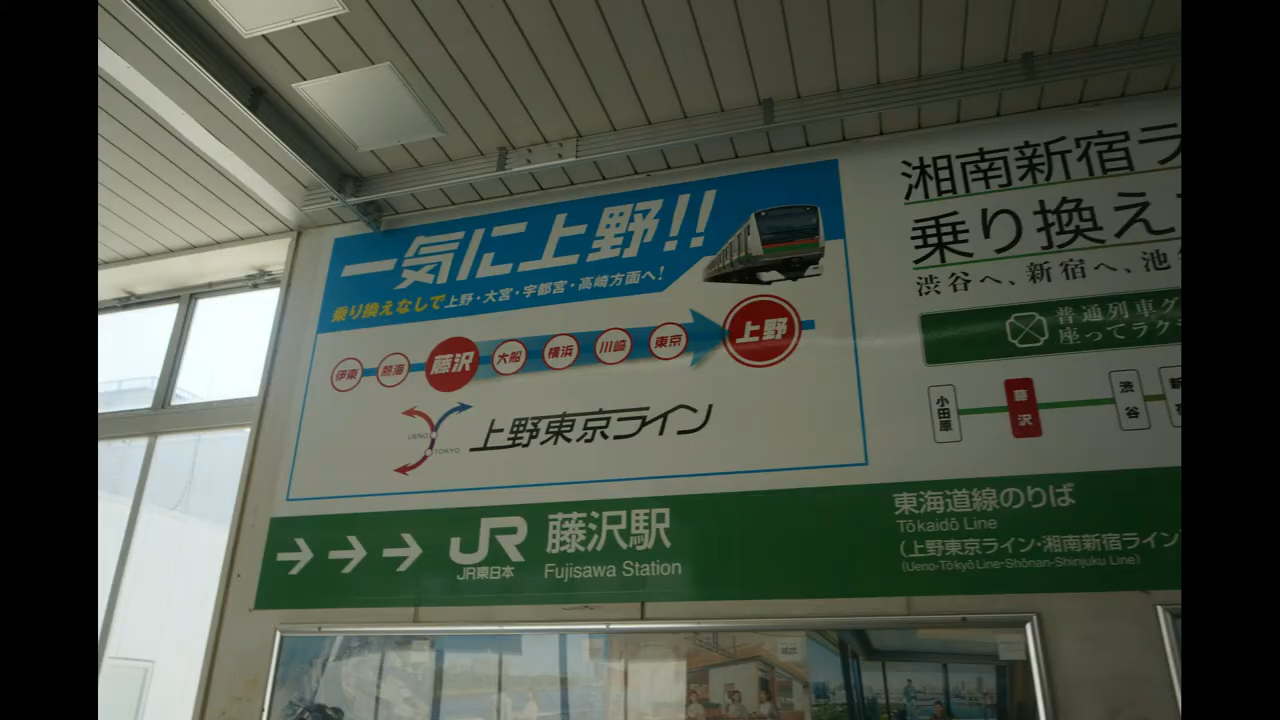 一気に上野!!
乗り換えなしで上野・大宮・宇都宮・高崎方面へ!
伊東 熱海 藤沢 大船 横浜 川崎 東京 上野
UENO
TOKYO
上野東京ライン
湘南新宿ラ
乗り換え
渋谷へ、新宿へ、池
普通列車グ
座ってラク
小田原 藤沢 渋谷 新
JR
JR東日本
藤沢駅
Fujisawa Station
東海道線のりば
Tōkaidō Line
(上野東京ライン・湘南新宿ライン
(Ueno-Tōkyō Line・Shōnan-Shinjuku Line)